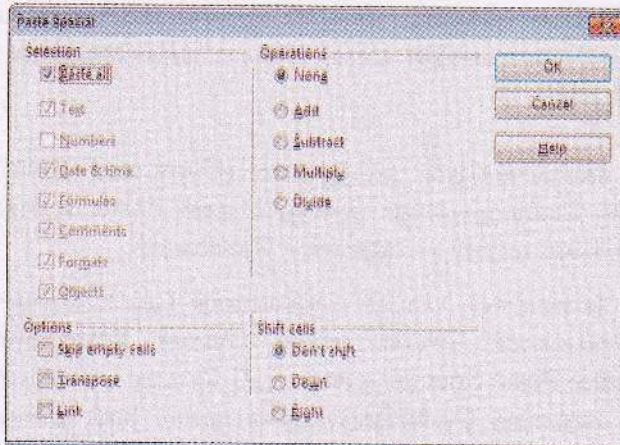 Paste Special
Selection
Paste all
Text
Numbers
Date & time
Formulas
Comments
Formats
Objects
Operations
None
Add
Subtract
Multiply
Divide
OK
Cancel
Help
Options
Skip empty cells
Transpose
Link
Shift cells
Don't shift
Down
Right